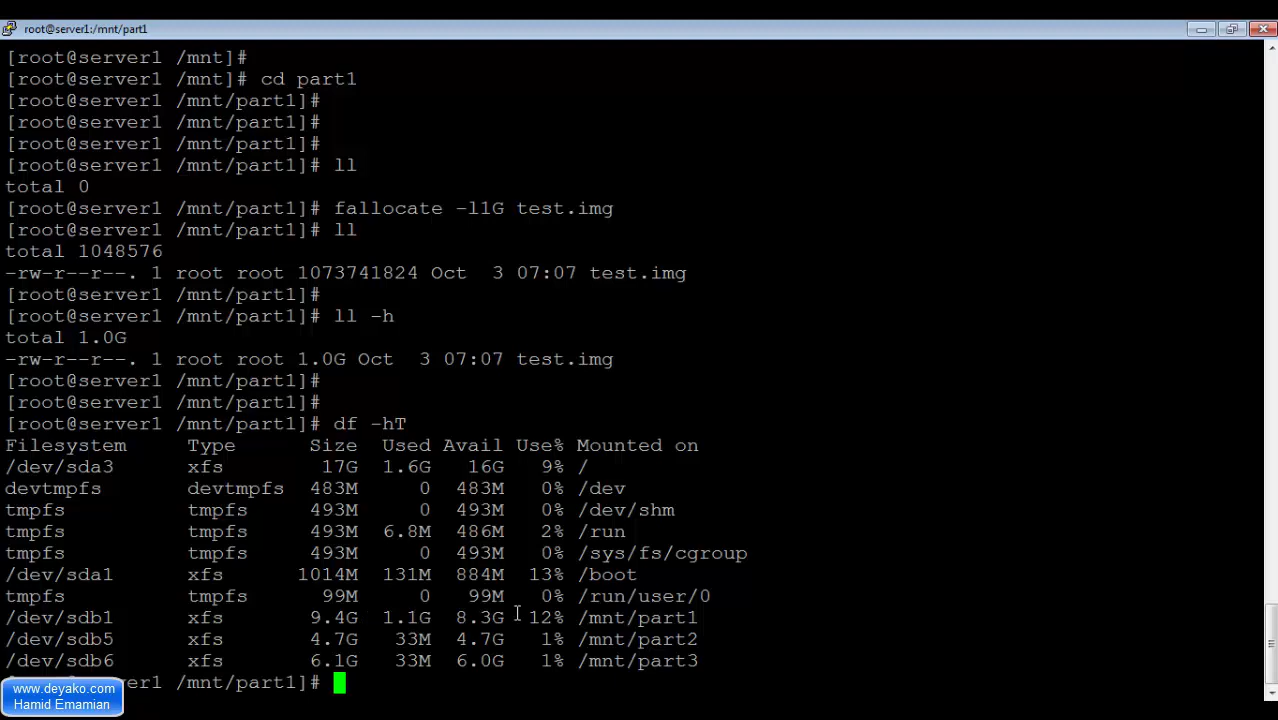 root@server1:/mnt/part1
[root@server1 /mnt]#
[root@server1 /mnt]# cd part1
[root@server1 /mnt/part1]#
[root@server1 /mnt/part1]#
[root@server1 /mnt/part1]#
[root@server1 /mnt/part1]# ll
total 0
[root@server1 /mnt/part1]# fallocate -l1G test.img
[root@server1 /mnt/part1]# ll
total 1048576
-rw-r--r--. 1 root root 1073741824 Oct  3 07:07 test.img
[root@server1 /mnt/part1]#
[root@server1 /mnt/part1]# ll -h
total 1.0G
-rw-r--r--. 1 root root 1.0G Oct  3 07:07 test.img
[root@server1 /mnt/part1]#
[root@server1 /mnt/part1]#
[root@server1 /mnt/part1]# df -hT
Filesystem     Type      Size  Used Avail Use% Mounted on
/dev/sda3      xfs        17G  1.6G   16G   9% /
devtmpfs       devtmpfs  483M     0  483M   0% /dev
tmpfs          tmpfs     493M     0  493M   0% /dev/shm
tmpfs          tmpfs     493M  6.8M  486M   2% /run
tmpfs          tmpfs     493M     0  493M   0% /sys/fs/cgroup
/dev/sda1      xfs      1014M  131M  884M  13% /boot
tmpfs          tmpfs      99M     0   99M   0% /run/user/0
/dev/sdb1      xfs       9.4G  1.1G  8.3G  12% /mnt/part1
/dev/sdb5      xfs       4.7G   33M  4.7G   1% /mnt/part2
/dev/sdb6      xfs       6.1G   33M  6.0G   1% /mnt/part3
[root@server1 /mnt/part1]#
www.deyako.com
Hamid Emamian